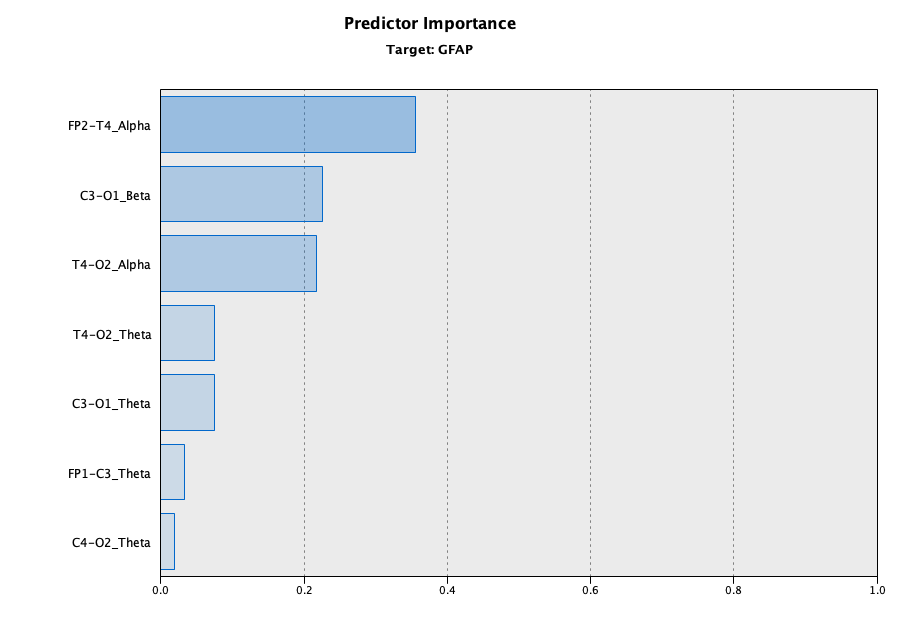 Predictor Importance
Target: GFAP
FP2-T4_Alpha
C3-O1_Beta
T4-O2_Alpha
T4-O2_Theta
C3-O1_Theta
FP1-C3_Theta
C4-O2_Theta
0.0 0.2 0.4 0.6 0.8 1.0